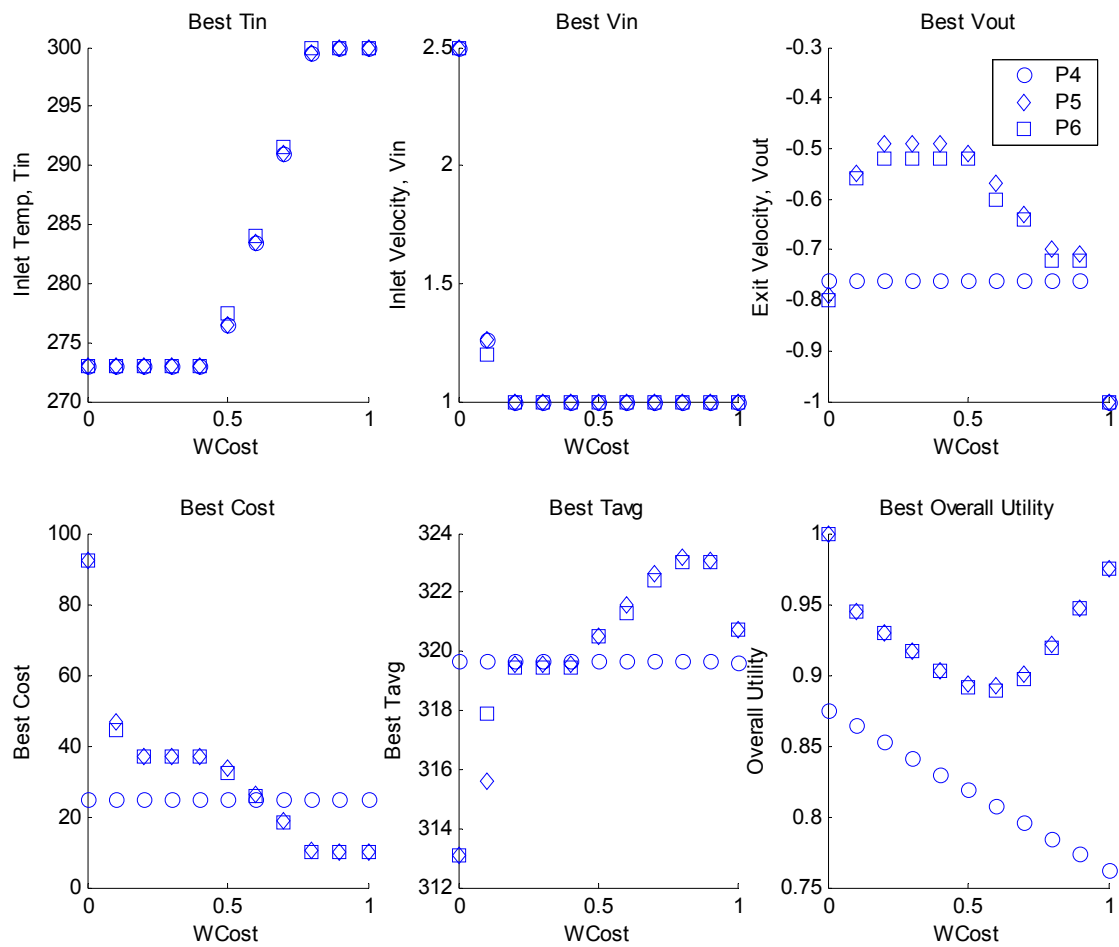 Best Tin
300
295
290
285
280
275
270
Inlet Temp, Tin
0
0.5
1
WCost
Best Vin
2.5
2
1.5
1
Inlet Velocity, Vin
0
0.5
1
WCost
Best Vout
-0.3
-0.4
-0.5
-0.6
-0.7
-0.8
-0.9
-1
Exit Velocity, Vout
P4
P5
P6
0
0.5
1
WCost
Best Cost
100
80
60
40
20
0
Best Cost
0
0.5
1
WCost
Best Tavg
324
322
320
318
316
314
312
Best Tavg
0
0.5
1
WCost
Best Overall Utility
1
0.95
0.9
0.85
0.8
0.75
Overall Utility
0
0.5
1
WCost